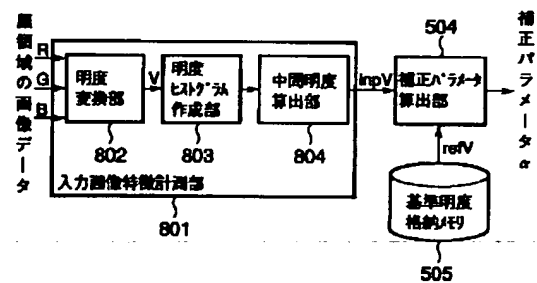 顔領域の画像データ
R
G
B
明度
変換部
802
V
明度
ヒストグラム
作成部
803
中間明度
算出部
804
入力画像特徴計測部
801
inpV
504
補正パラメータ
算出部
refV
基準明度
格納メモリ
505
補正パラメータα